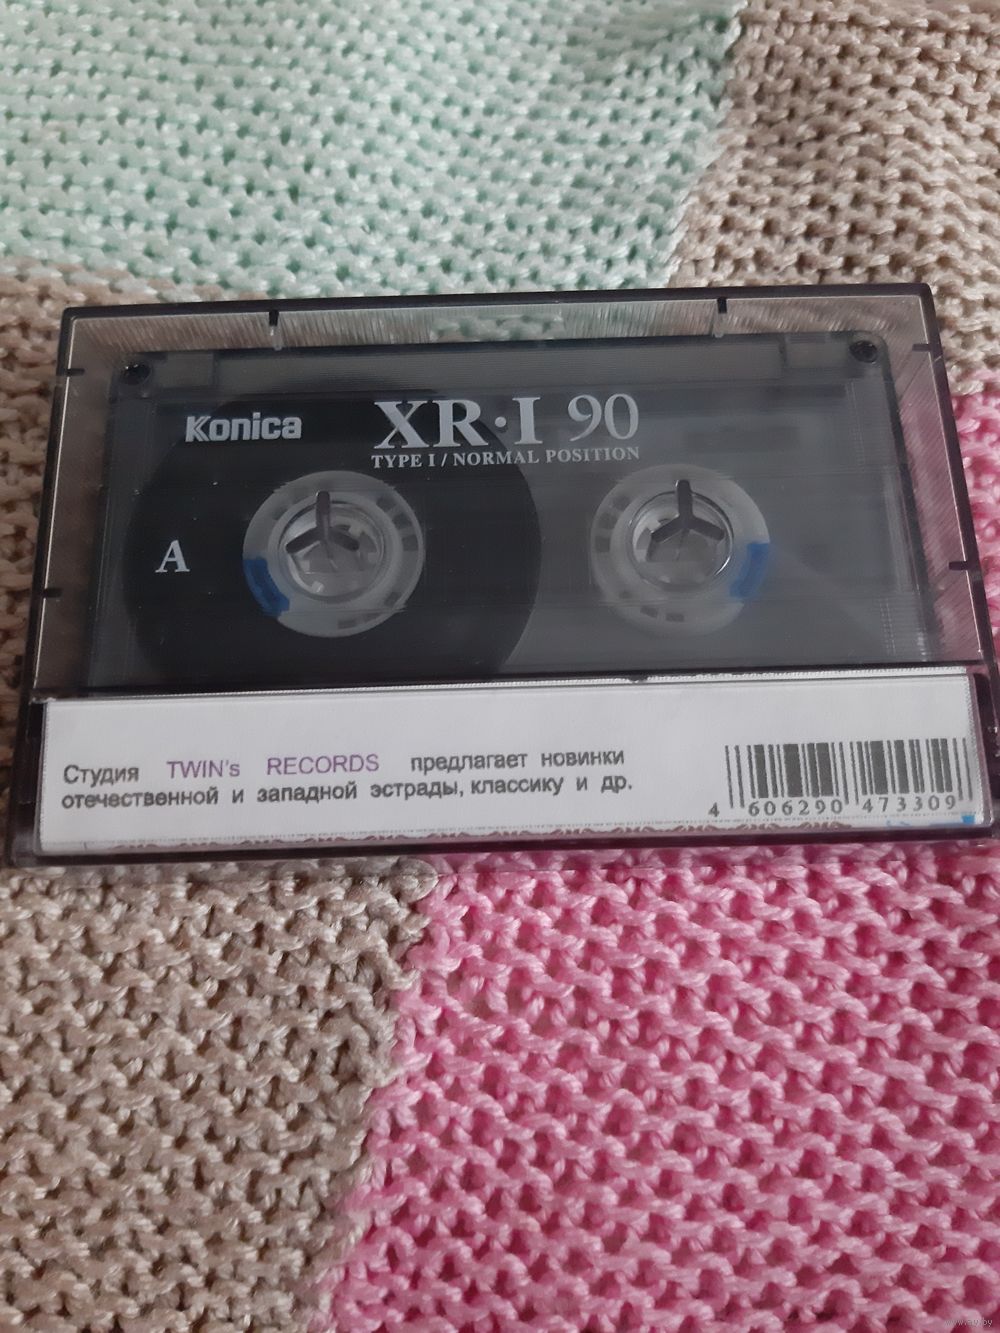 Konica
XR·I 90
TYPE I / NORMAL POSITION
A
Студия TWIN's RECORDS предлагает новинки
отечественной и западной эстрады, классику и др.
4 606290 473309